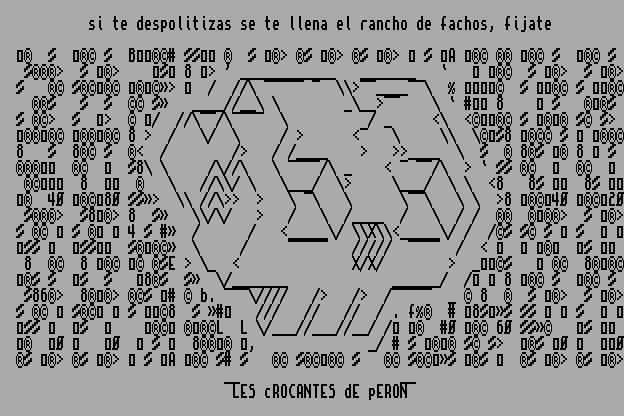 si te despolitizas se te llena el rancho de fachos, fijate
LES cROCANTES dE pERON